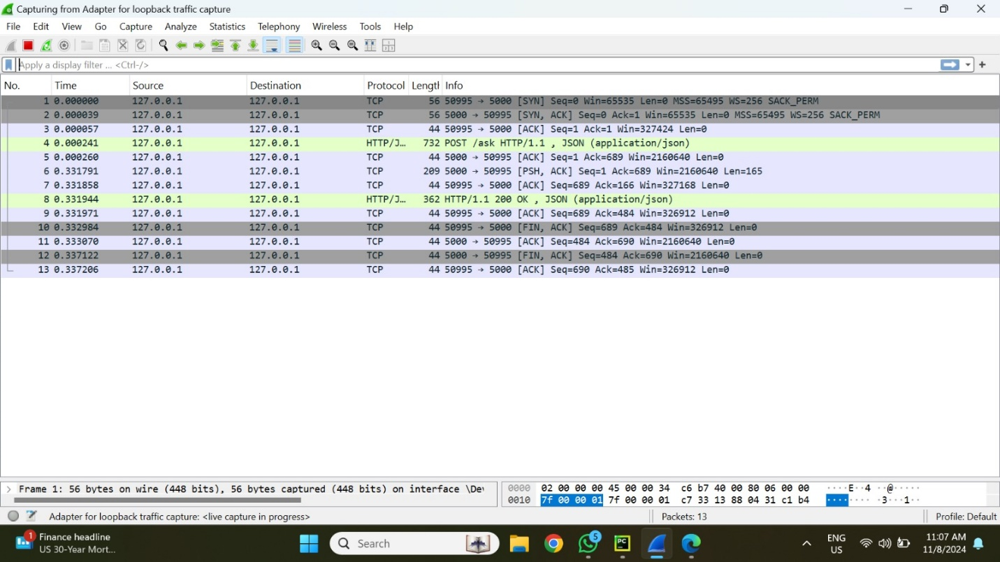 Capturing from Adapter for loopback traffic capture
File Edit View Go Capture Analyze Statistics Telephony Wireless Tools Help
Apply a display filter ... <Ctrl-/>
No. Time Source Destination Protocol Length Info
1 0.000000 127.0.0.1 127.0.0.1 TCP 56 50995 → 5000 [SYN] Seq=0 Win=65535 Len=0 MSS=65495 WS=256 SACK_PERM
2 0.000039 127.0.0.1 127.0.0.1 TCP 56 5000 → 50995 [SYN, ACK] Seq=0 Ack=1 Win=65535 Len=0 MSS=65495 WS=256 SACK_PERM
3 0.000057 127.0.0.1 127.0.0.1 TCP 44 50995 → 5000 [ACK] Seq=1 Ack=1 Win=327424 Len=0
4 0.000241 127.0.0.1 127.0.0.1 HTTP/J... 732 POST /ask HTTP/1.1 , JSON (application/json)
5 0.000260 127.0.0.1 127.0.0.1 TCP 44 5000 → 50995 [ACK] Seq=1 Ack=689 Win=2160640 Len=0
6 0.331791 127.0.0.1 127.0.0.1 TCP 209 5000 → 50995 [PSH, ACK] Seq=1 Ack=689 Win=2160640 Len=165
7 0.331858 127.0.0.1 127.0.0.1 TCP 44 50995 → 5000 [ACK] Seq=689 Ack=166 Win=327168 Len=0
8 0.331944 127.0.0.1 127.0.0.1 HTTP/J... 362 HTTP/1.1 200 OK , JSON (application/json)
9 0.331971 127.0.0.1 127.0.0.1 TCP 44 50995 → 5000 [ACK] Seq=689 Ack=484 Win=326912 Len=0
10 0.332984 127.0.0.1 127.0.0.1 TCP 44 50995 → 5000 [FIN, ACK] Seq=689 Ack=484 Win=326912 Len=0
11 0.333070 127.0.0.1 127.0.0.1 TCP 44 5000 → 50995 [ACK] Seq=484 Ack=690 Win=2160640 Len=0
12 0.337122 127.0.0.1 127.0.0.1 TCP 44 5000 → 50995 [FIN, ACK] Seq=484 Ack=690 Win=2160640 Len=0
13 0.337206 127.0.0.1 127.0.0.1 TCP 44 50995 → 5000 [ACK] Seq=690 Ack=485 Win=326912 Len=0
Frame 1: 56 bytes on wire (448 bits), 56 bytes captured (448 bits) on interface \Dev
0000 02 00 00 00 45 00 00 34 c6 b7 40 00 80 06 00 00 ····E··4 ··@·····
0010 7f 00 00 01 7f 00 00 01 c7 33 13 88 04 31 c1 b4 ········ ·3···1··
Adapter for loopback traffic capture: <live capture in progress>
Packets: 13
Profile: Default
1
Finance headline
US 30-Year Mort...
Search
5
PC
ENG
US
11:07 AM
11/8/2024